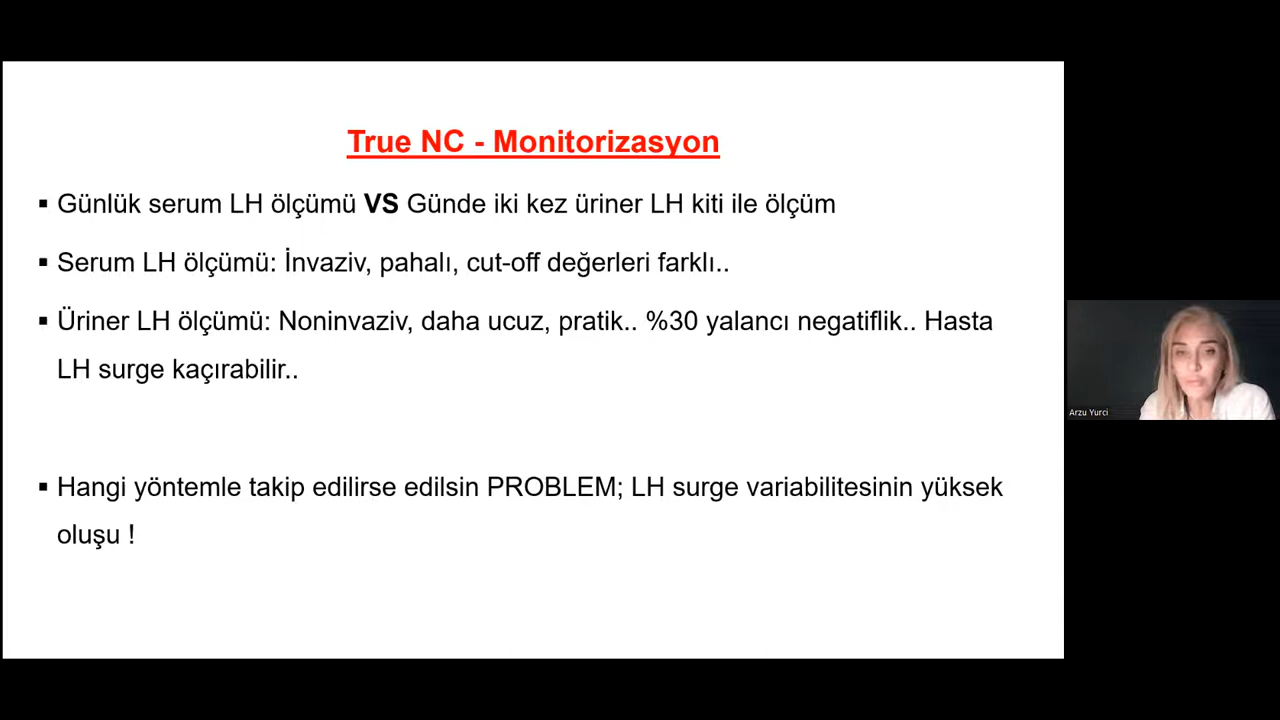 True NC - Monitorizasyon
▪ Günlük serum LH ölçümü VS Günde iki kez üriner LH kiti ile ölçüm
▪ Serum LH ölçümü: İnvaziv, pahalı, cut-off değerleri farklı..
▪ Üriner LH ölçümü: Noninvaziv, daha ucuz, pratik.. %30 yalancı negatiflik.. Hasta
LH surge kaçırabilir..
▪ Hangi yöntemle takip edilirse edilsin PROBLEM; LH surge variabilitesinin yüksek
oluşu !
Arzu Yurci